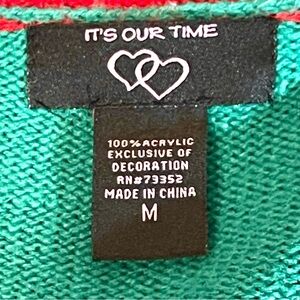 IT'S OUR TIME
100% ACRYLIC
EXCLUSIVE OF
DECORATION
RN#73352
MADE IN CHINA
M